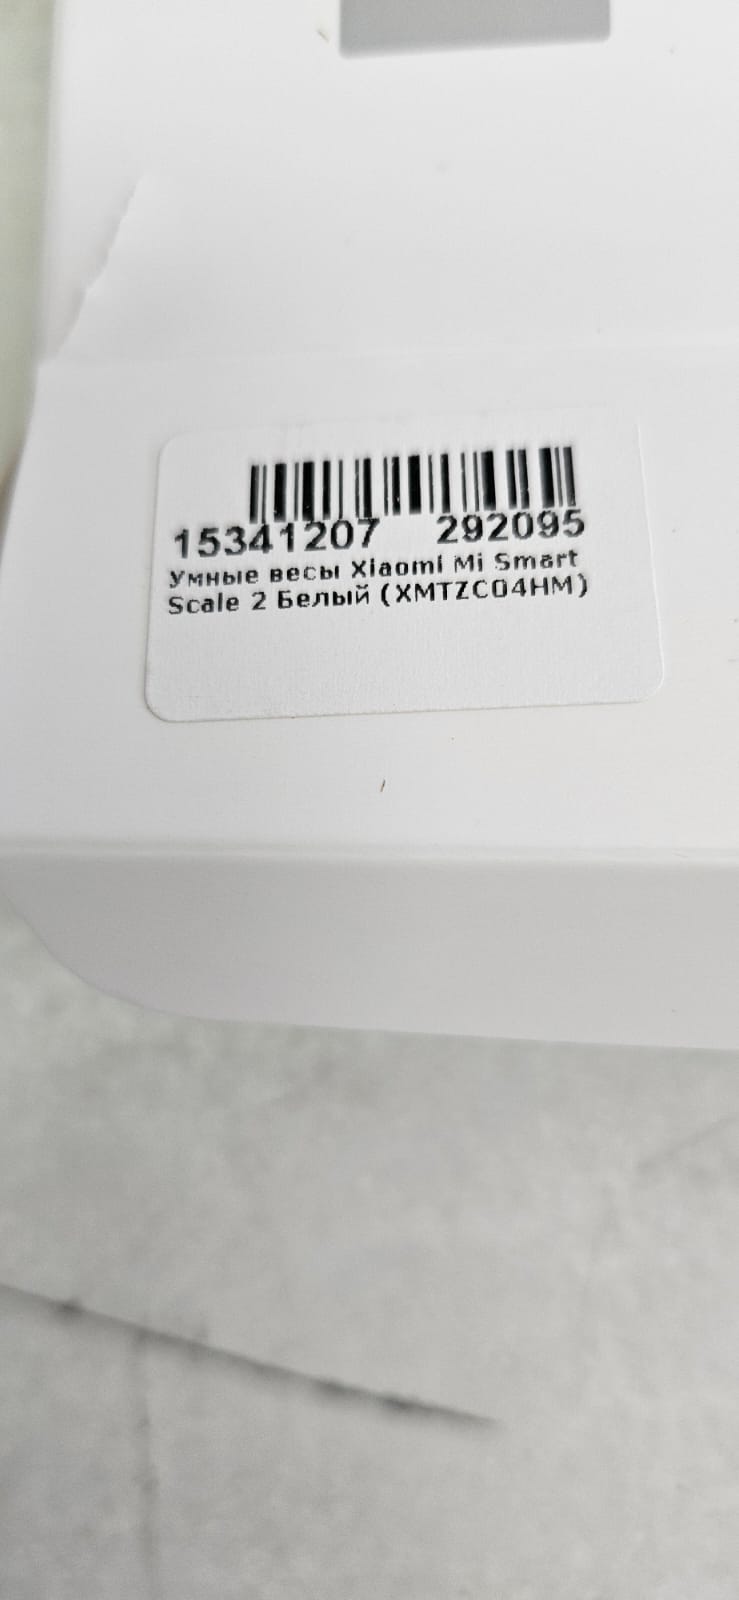 15341207 292095
Умные весы Xiaomi Mi Smart
Scale 2 Белый (XMTZC04HM)